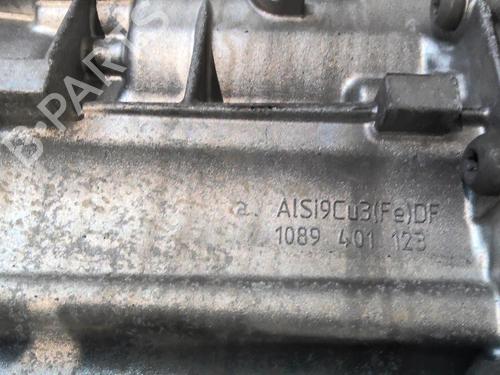 B-PARTS
a. AlSi9Cu3(Fe)DF
1089 401 123